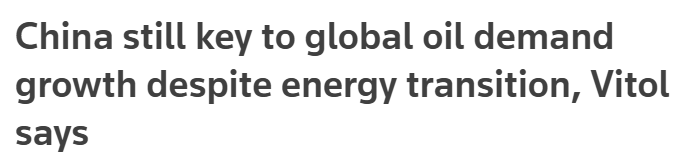 China still key to global oil demand
growth despite energy transition, Vitol
says